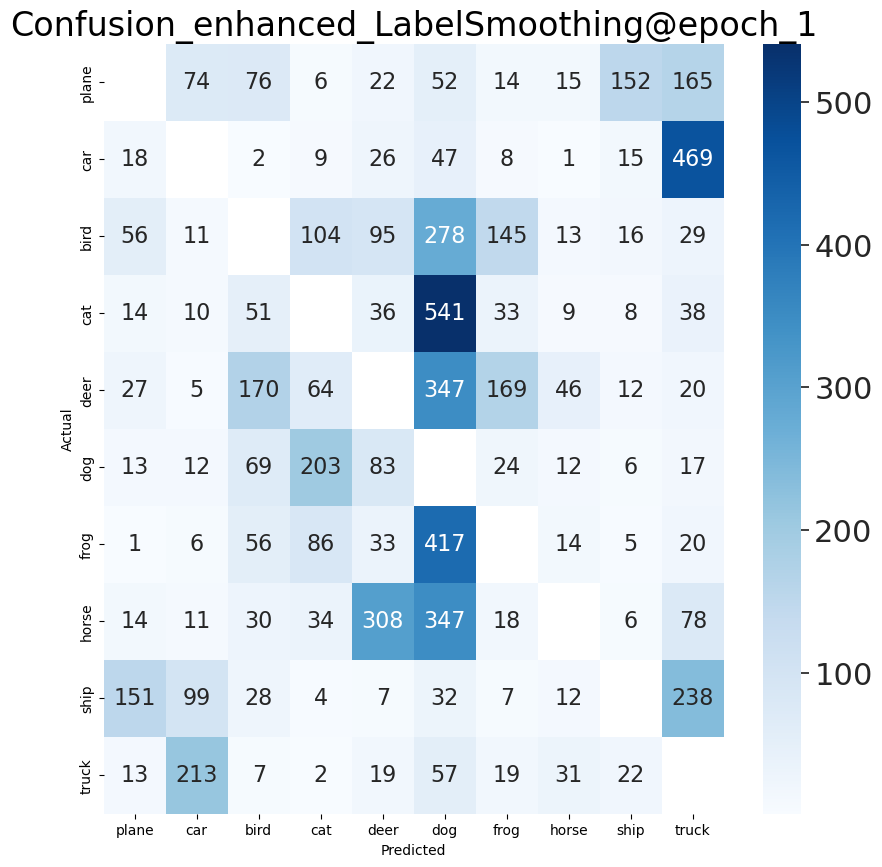 Confusion_enhanced_LabelSmoothing@epoch_1
plane 74 76 6 22 52 14 15 152 165
car 18 2 9 26 47 8 1 15 469
bird 56 11 104 95 278 145 13 16 29
cat 14 10 51 36 541 33 9 8 38
deer 27 5 170 64 347 169 46 12 20
dog 13 12 69 203 83 24 12 6 17
frog 1 6 56 86 33 417 14 5 20
horse 14 11 30 34 308 347 18 6 78
ship 151 99 28 4 7 32 7 12 238
truck 13 213 7 2 19 57 19 31 22
plane car bird cat deer dog frog horse ship truck
Predicted
Actual
500
400
300
200
100